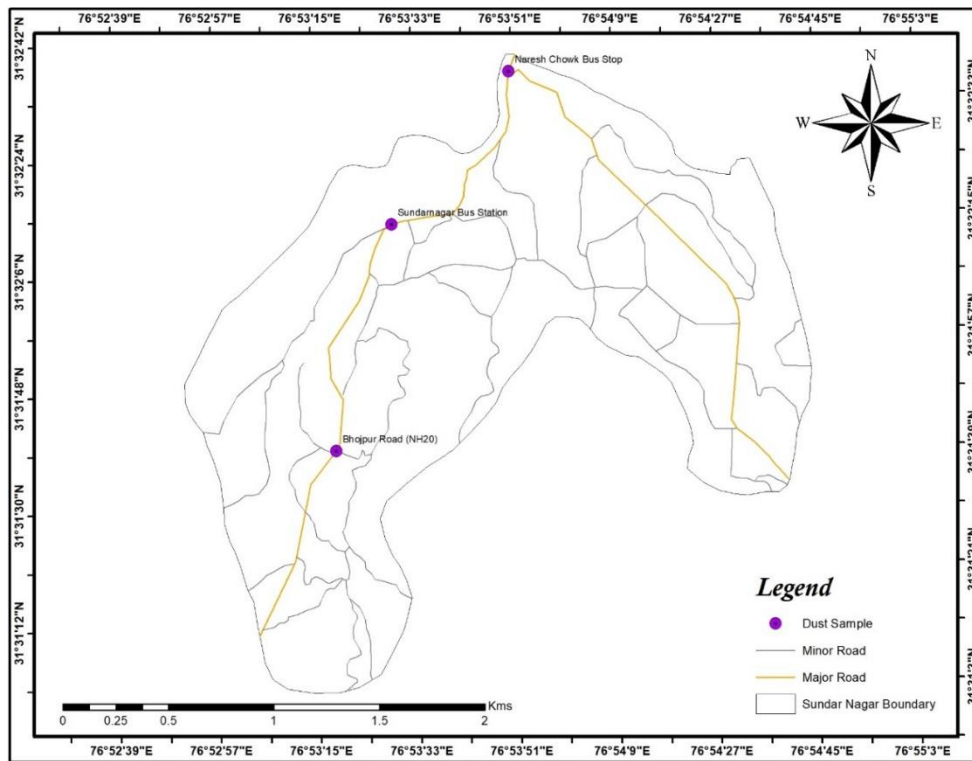 76°52'39"E 76°52'57"E 76°53'15"E 76°53'33"E 76°53'51"E 76°54'9"E 76°54'27"E 76°54'45"E 76°55'3"E
31°32'42"N
31°32'24"N
31°32'6"N
31°31'48"N
31°31'30"N
31°31'12"N
Naresh Chowk Bus Stop
N
W E
S
Sundarnagar Bus Station
Bhojpur Road (NH20)
Legend
Dust Sample
Minor Road
Major Road
Sundar Nagar Boundary
Kms
0 0.25 0.5 1 1.5 2
76°52'39"E 76°52'57"E 76°53'15"E 76°53'33"E 76°53'51"E 76°54'9"E 76°54'27"E 76°54'45"E 76°55'3"E